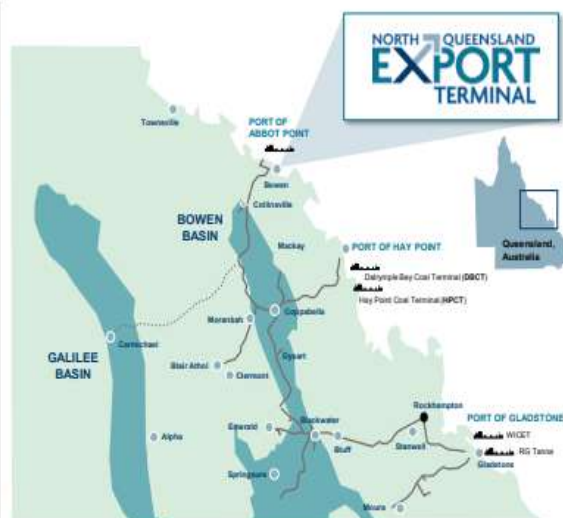 NORTH QUEENSLAND
EXPORT
TERMINAL
Townsville
PORT OF
ABBOT POINT
Bowen
Collinsville
BOWEN
BASIN
Mackay
PORT OF HAY POINT
Dalrymple Bay Coal Terminal (DBCT)
Hay Point Coal Terminal (HPCT)
Queensland,
Australia
Coppabella
Moranbah
Carmichael
GALILEE
BASIN
Blair Athol
Clermont
Dysart
Rockhampton
PORT OF GLADSTONE
WICET
RG Tanna
Gladstone
Emerald
Blackwater
Bluff
Stanwell
Alpha
Springsure
Moura